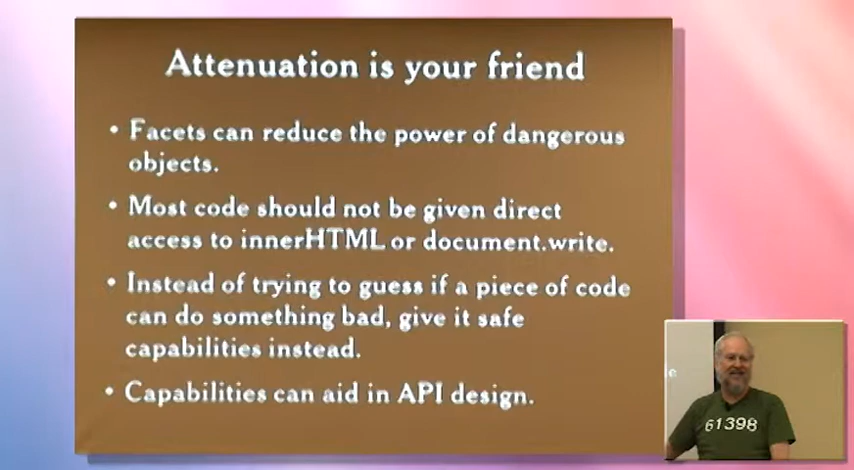 Attenuation is your friend
• Facets can reduce the power of dangerous
objects.
• Most code should not be given direct
access to innerHTML or document.write.
• Instead of trying to guess if a piece of code
can do something bad, give it safe
capabilities instead.
• Capabilities can aid in API design.
61398